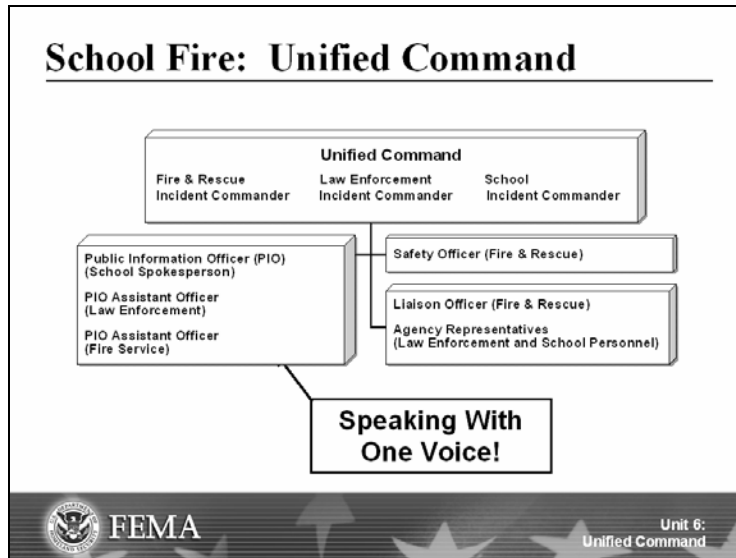 School Fire:  Unified Command
Unified Command
Fire & Rescue
Incident Commander
Law Enforcement
Incident Commander
School
Incident Commander
Public Information Officer (PIO)
(School Spokesperson)
PIO Assistant Officer
(Law Enforcement)
PIO Assistant Officer
(Fire Service)
Safety Officer (Fire & Rescue)
Liaison Officer (Fire & Rescue)
Agency Representatives
(Law Enforcement and School Personnel)
Speaking With
One Voice!
FEMA
Unit 6:
Unified Command